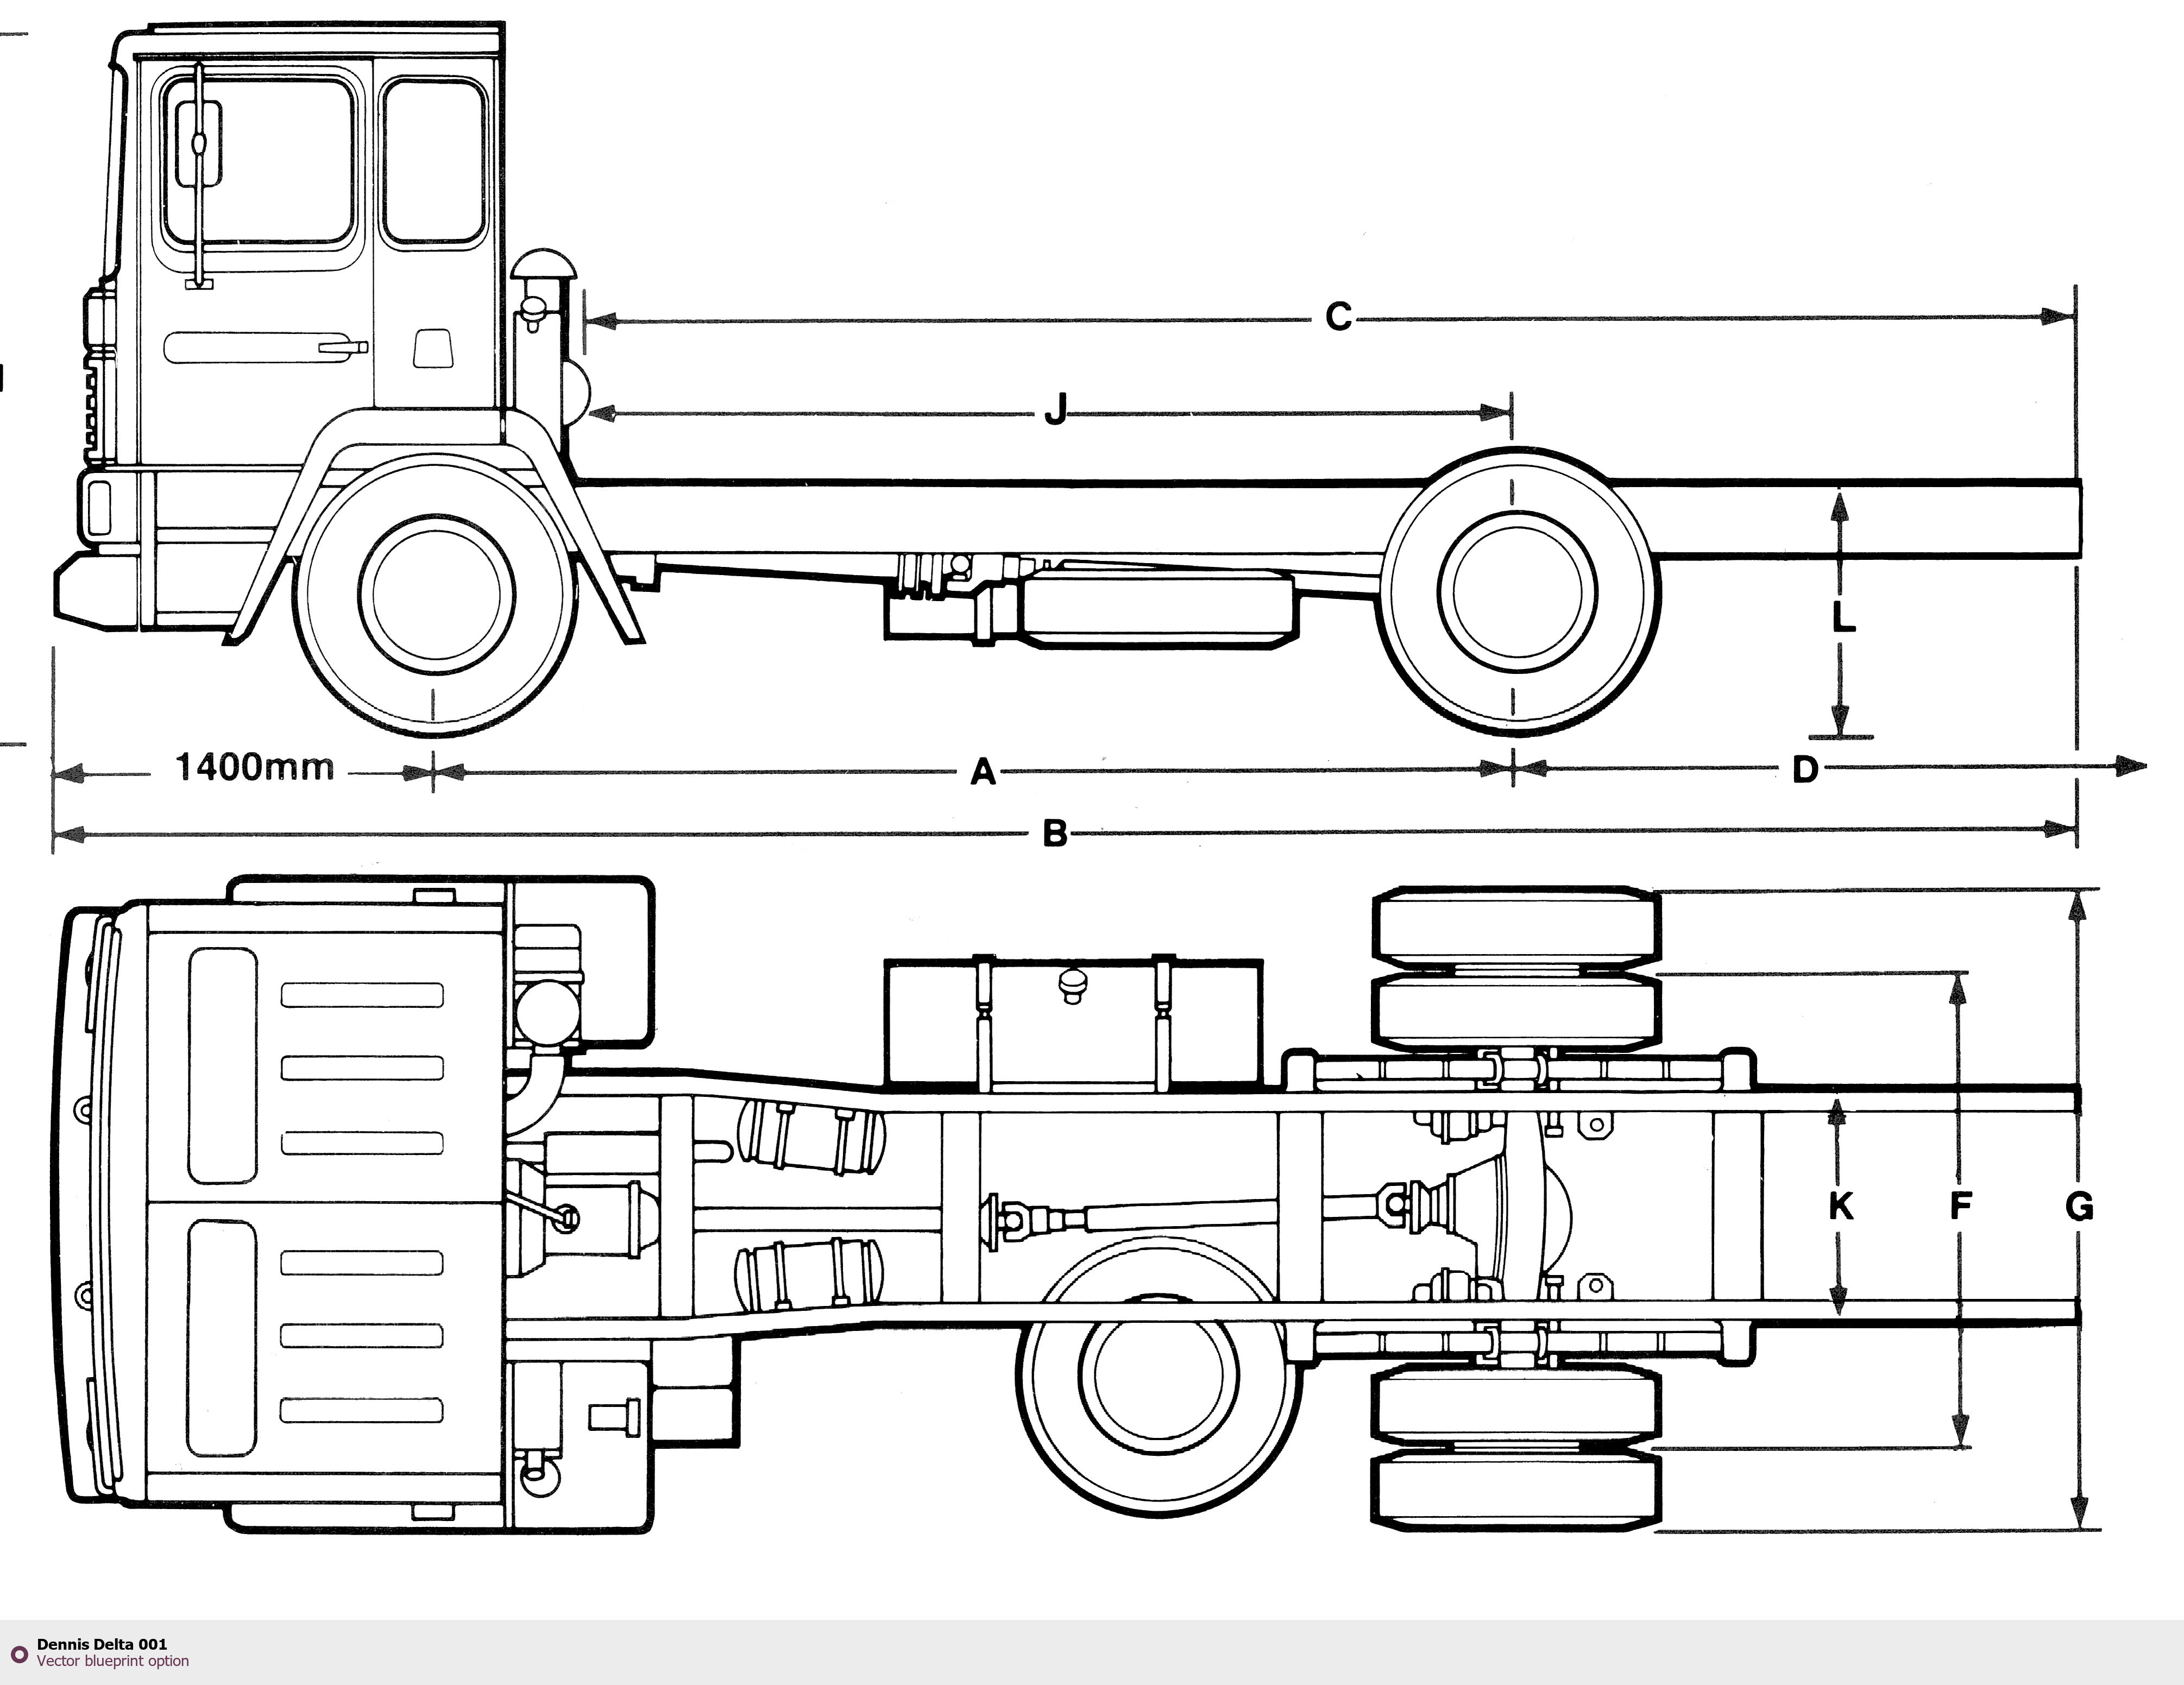 C
J
L
1400mm
A
D
B
K
F
G
Dennis Delta 001
Vector blueprint option